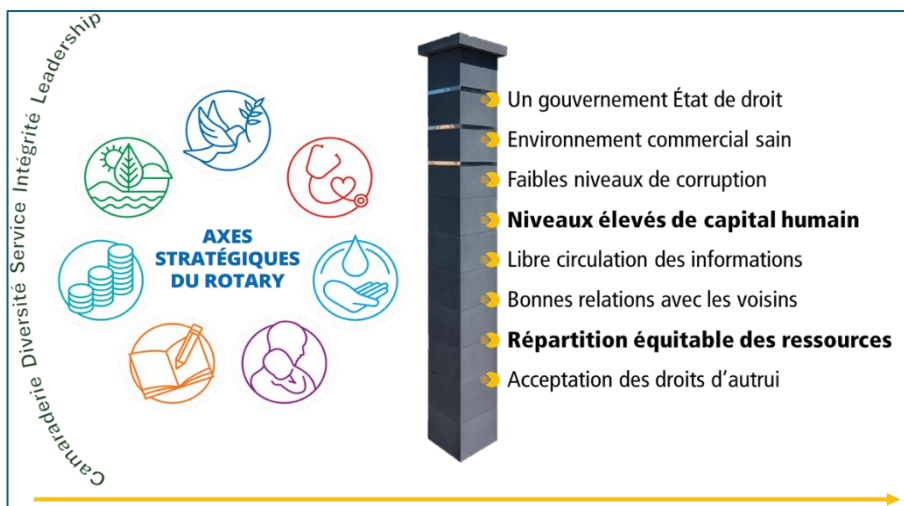 Camaraderie Diversité Service Intégrité Leadership
AXES
STRATÉGIQUES
DU ROTARY
Un gouvernement État de droit
Environnement commercial sain
Faibles niveaux de corruption
Niveaux élevés de capital humain
Libre circulation des informations
Bonnes relations avec les voisins
Répartition équitable des ressources
Acceptation des droits d’autrui